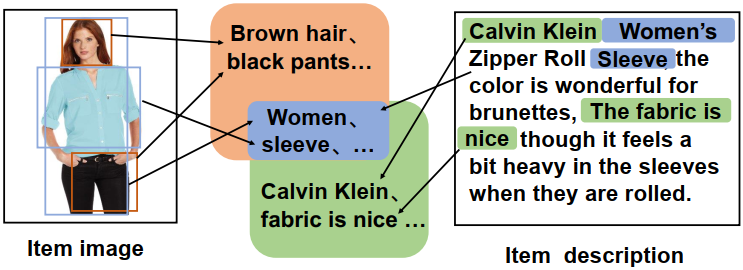 Brown hair、
black pants…
Women、
sleeve、…
Calvin Klein、
fabric is nice …
Item image
Calvin Klein Women's
Zipper Roll Sleeve, the
color is wonderful for
brunettes, The fabric is
nice though it feels a
bit heavy in the sleeves
when they are rolled.
Item description